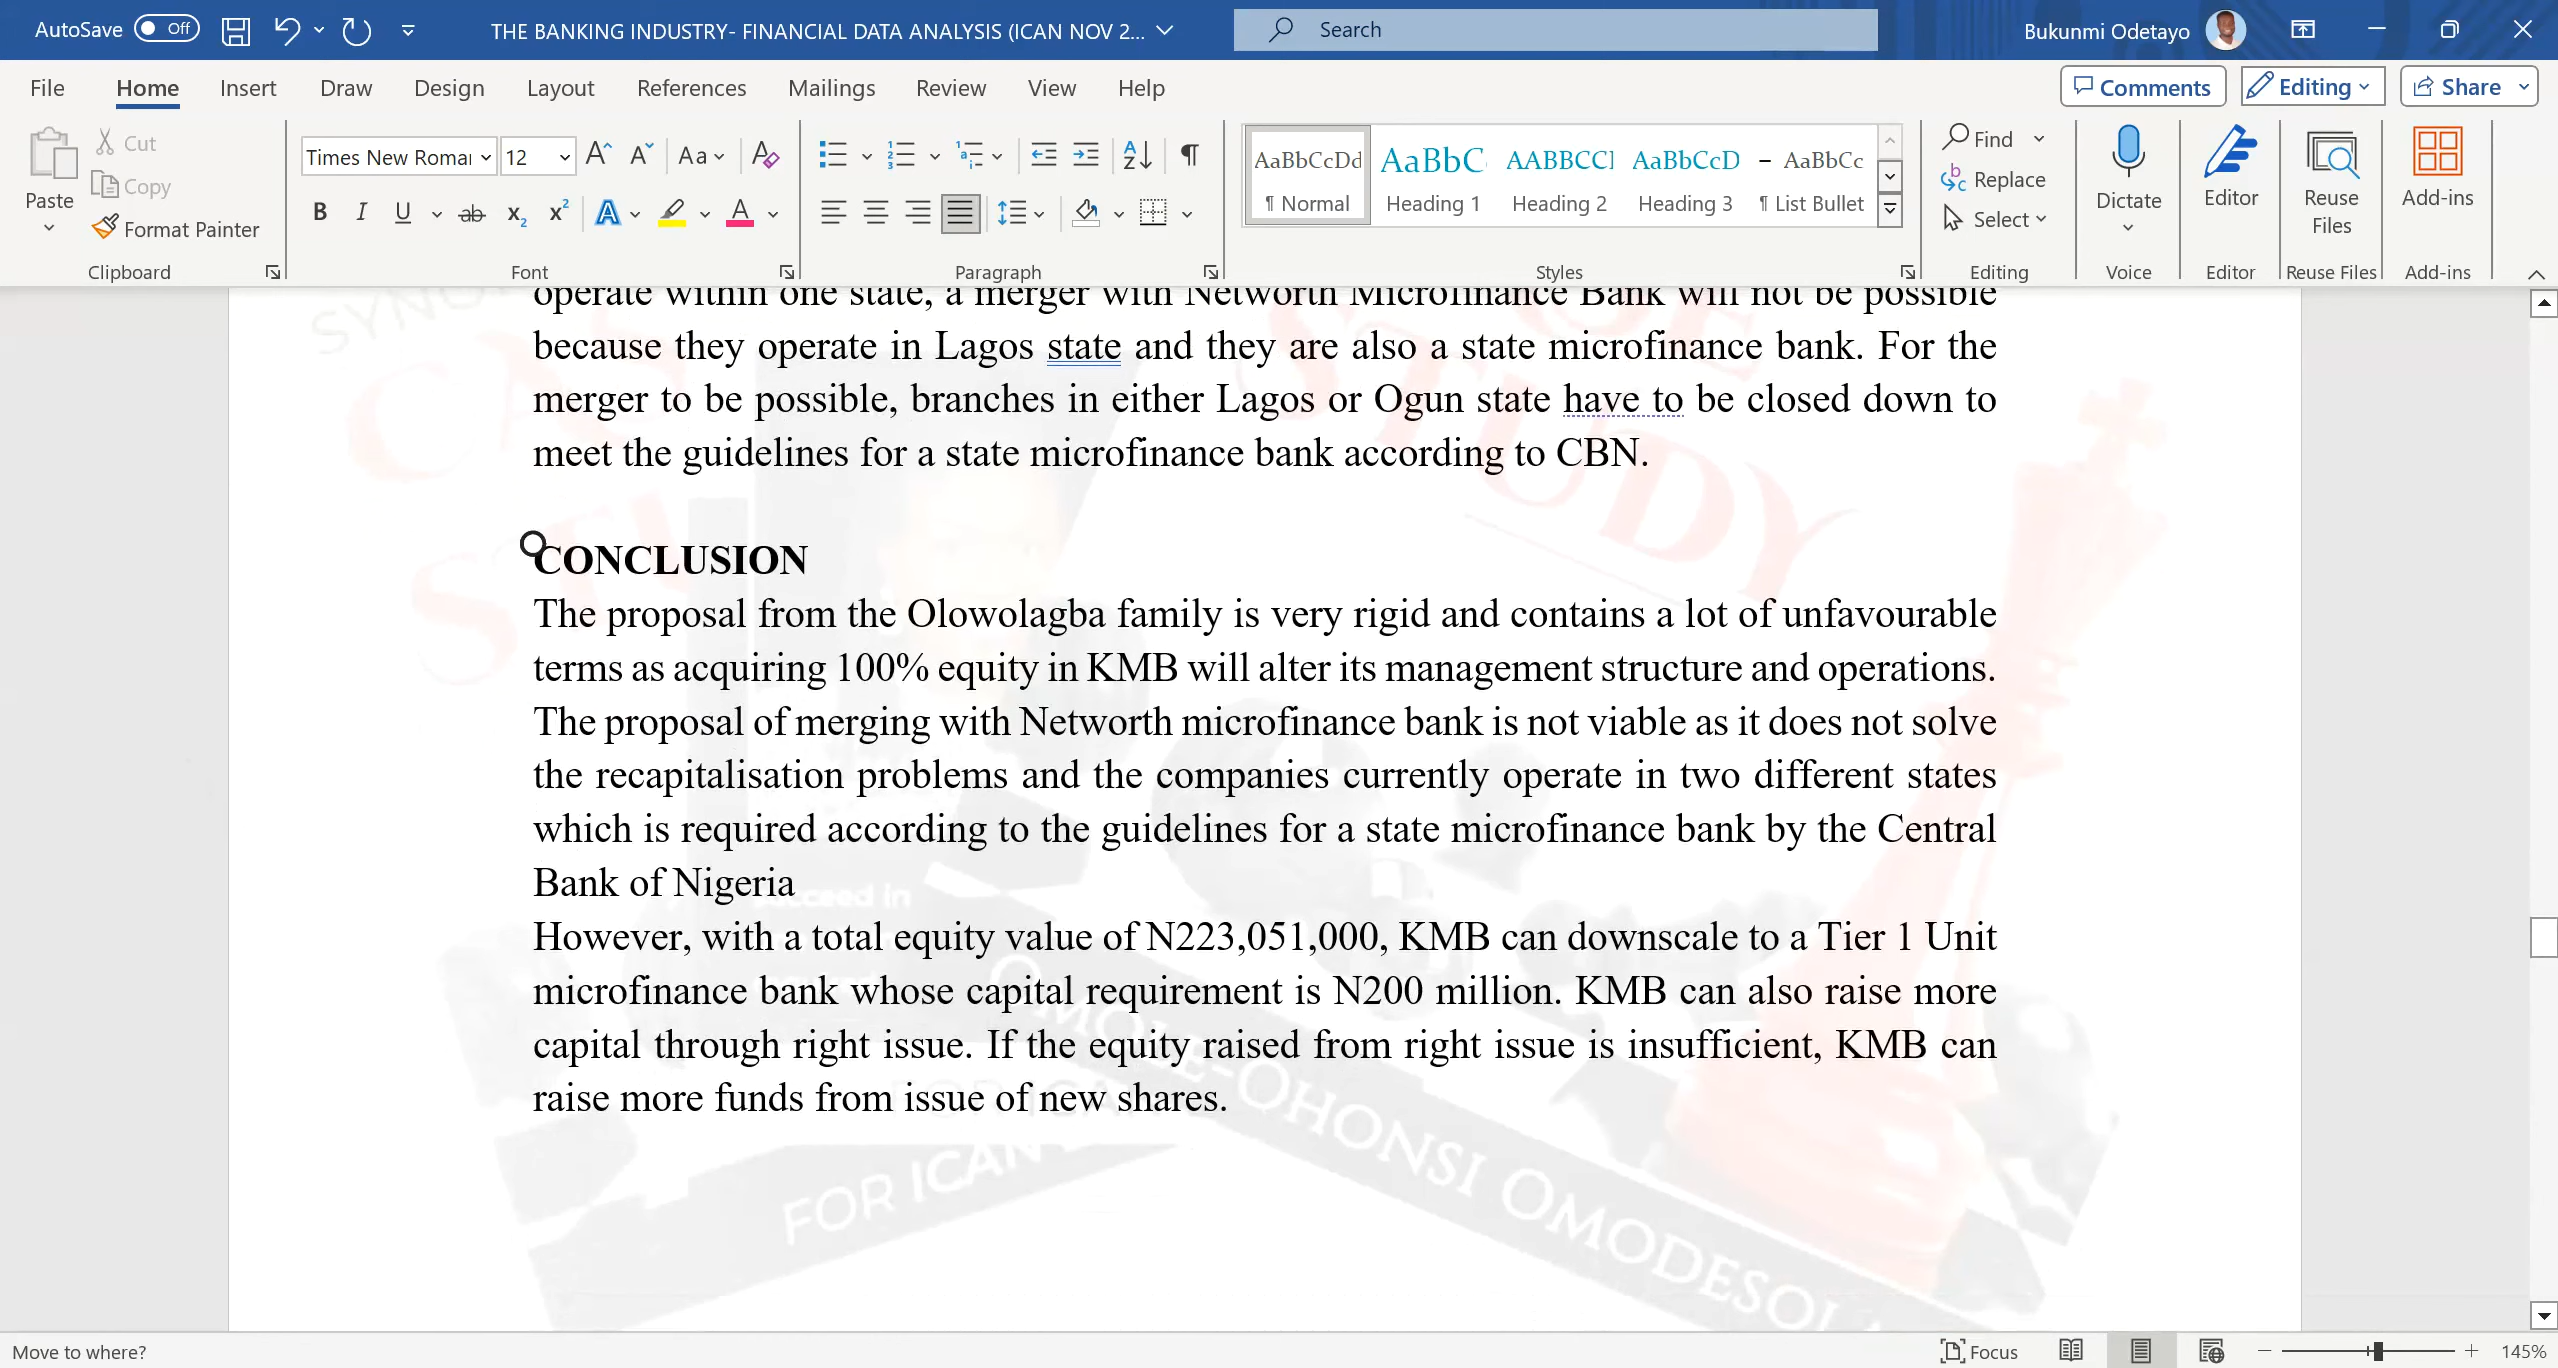 AutoSave Off THE BANKING INDUSTRY- FINANCIAL DATA ANALYSIS (ICAN NOV 2... Search Bukunmi Odetayo
File Home Insert Draw Design Layout References Mailings Review View Help Comments Editing Share
Paste Cut Copy Format Painter Clipboard
Times New Roma 12 Aa Font
Paragraph
AaBbCcDd AaBbC AABBCCI AaBbCcD – AaBbCc
¶ Normal Heading 1 Heading 2 Heading 3 ¶ List Bullet
Styles
Find Replace Select Editing
Dictate Voice
Editor Editor
Reuse Files Reuse Files
Add-ins Add-ins
operate within one state, a merger with Networth Microfinance Bank will not be possible
because they operate in Lagos state and they are also a state microfinance bank. For the
merger to be possible, branches in either Lagos or Ogun state have to be closed down to
meet the guidelines for a state microfinance bank according to CBN.
CONCLUSION
The proposal from the Olowolagba family is very rigid and contains a lot of unfavourable
terms as acquiring 100% equity in KMB will alter its management structure and operations.
The proposal of merging with Networth microfinance bank is not viable as it does not solve
the recapitalisation problems and the companies currently operate in two different states
which is required according to the guidelines for a state microfinance bank by the Central
Bank of Nigeria
However, with a total equity value of N223,051,000, KMB can downscale to a Tier 1 Unit
microfinance bank whose capital requirement is N200 million. KMB can also raise more
capital through right issue. If the equity raised from right issue is insufficient, KMB can
raise more funds from issue of new shares.
STUDY
FOR ICAN
OMOLE-OHONSI OMODESOL
Move to where? Focus 145%